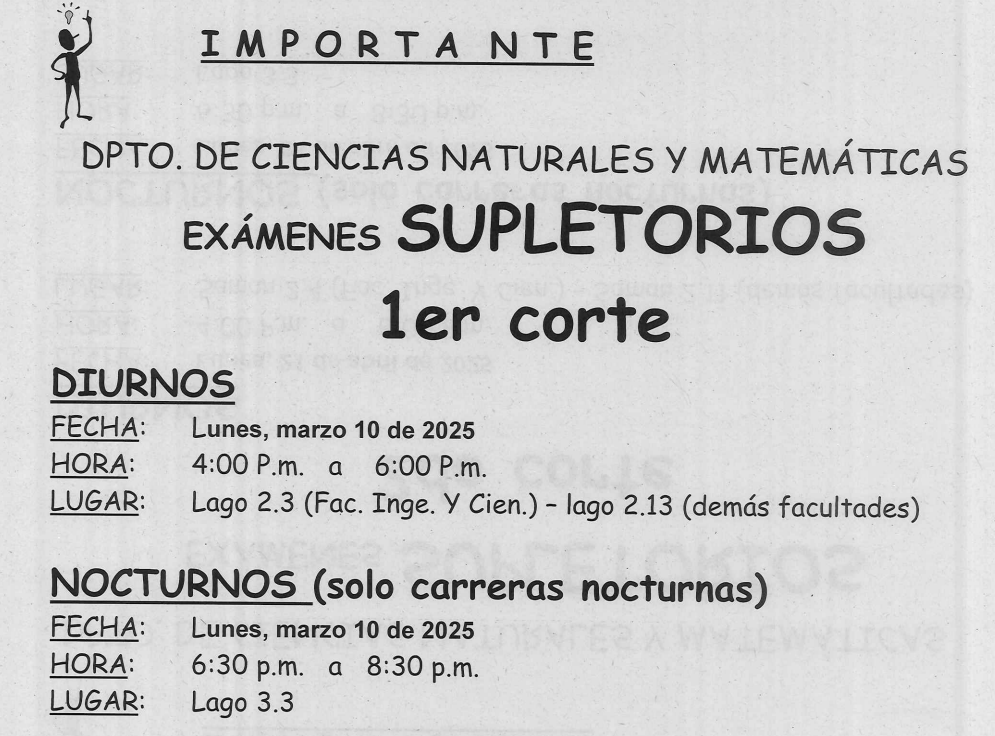 IMPORTANTE
DPTO. DE CIENCIAS NATURALES Y MATEMÁTICAS
EXÁMENES SUPLETORIOS
1er corte
DIURNOS
FECHA: Lunes, marzo 10 de 2025
HORA: 4:00 P.m. a 6:00 P.m.
LUGAR: Lago 2.3 (Fac. Inge. Y Cien.) – lago 2.13 (demás facultades)
NOCTURNOS (solo carreras nocturnas)
FECHA: Lunes, marzo 10 de 2025
HORA: 6:30 p.m. a 8:30 p.m.
LUGAR: Lago 3.3